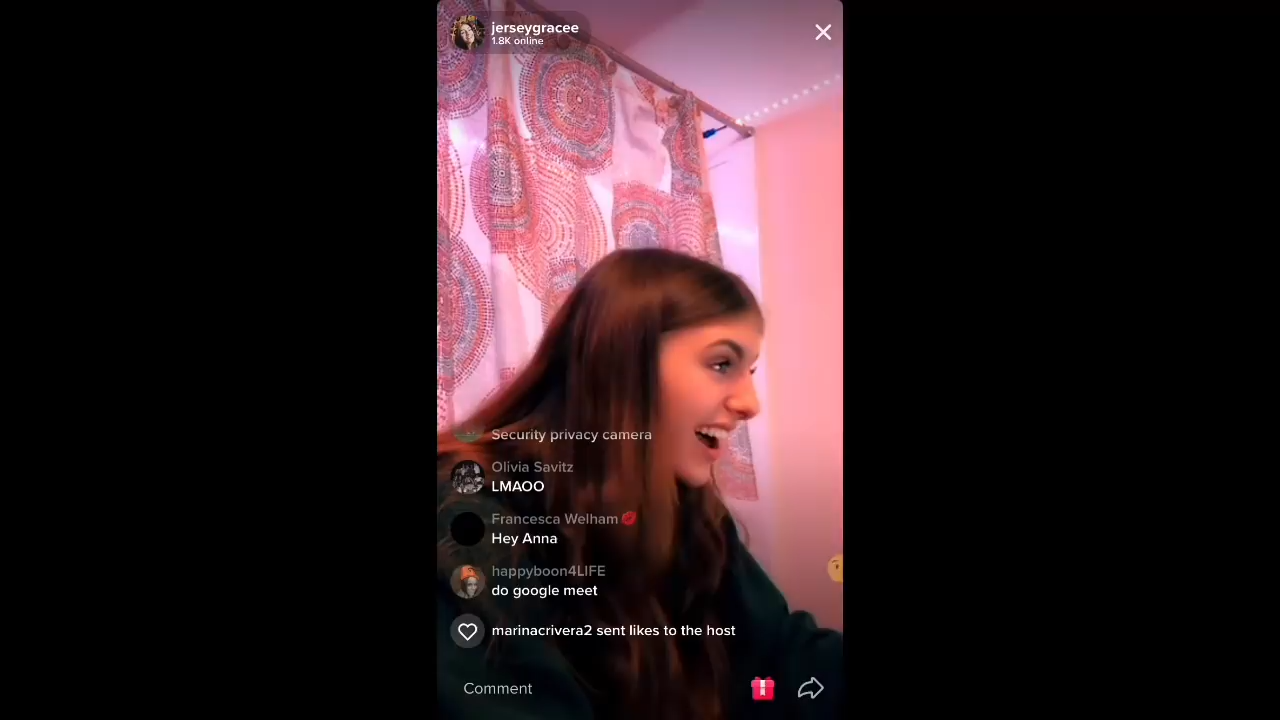 jerseygracee
1.8K online
Security privacy camera
Olivia Savitz
LMAOO
Francesca Welham
Hey Anna
happyboon4LIFE
do google meet
marinacrivera2 sent likes to the host
Comment